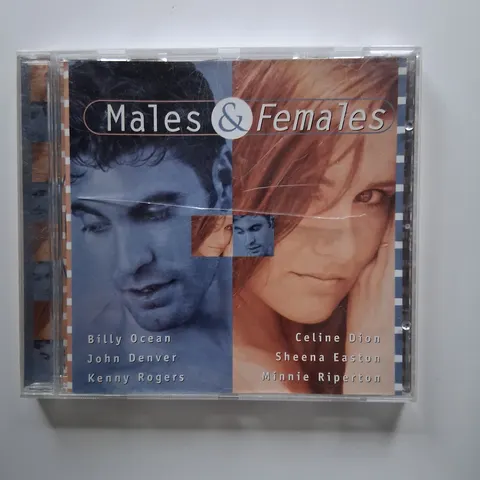 Males & Females
Billy Ocean
John Denver
Kenny Rogers
Celine Dion
Sheena Easton
Minnie Riperton